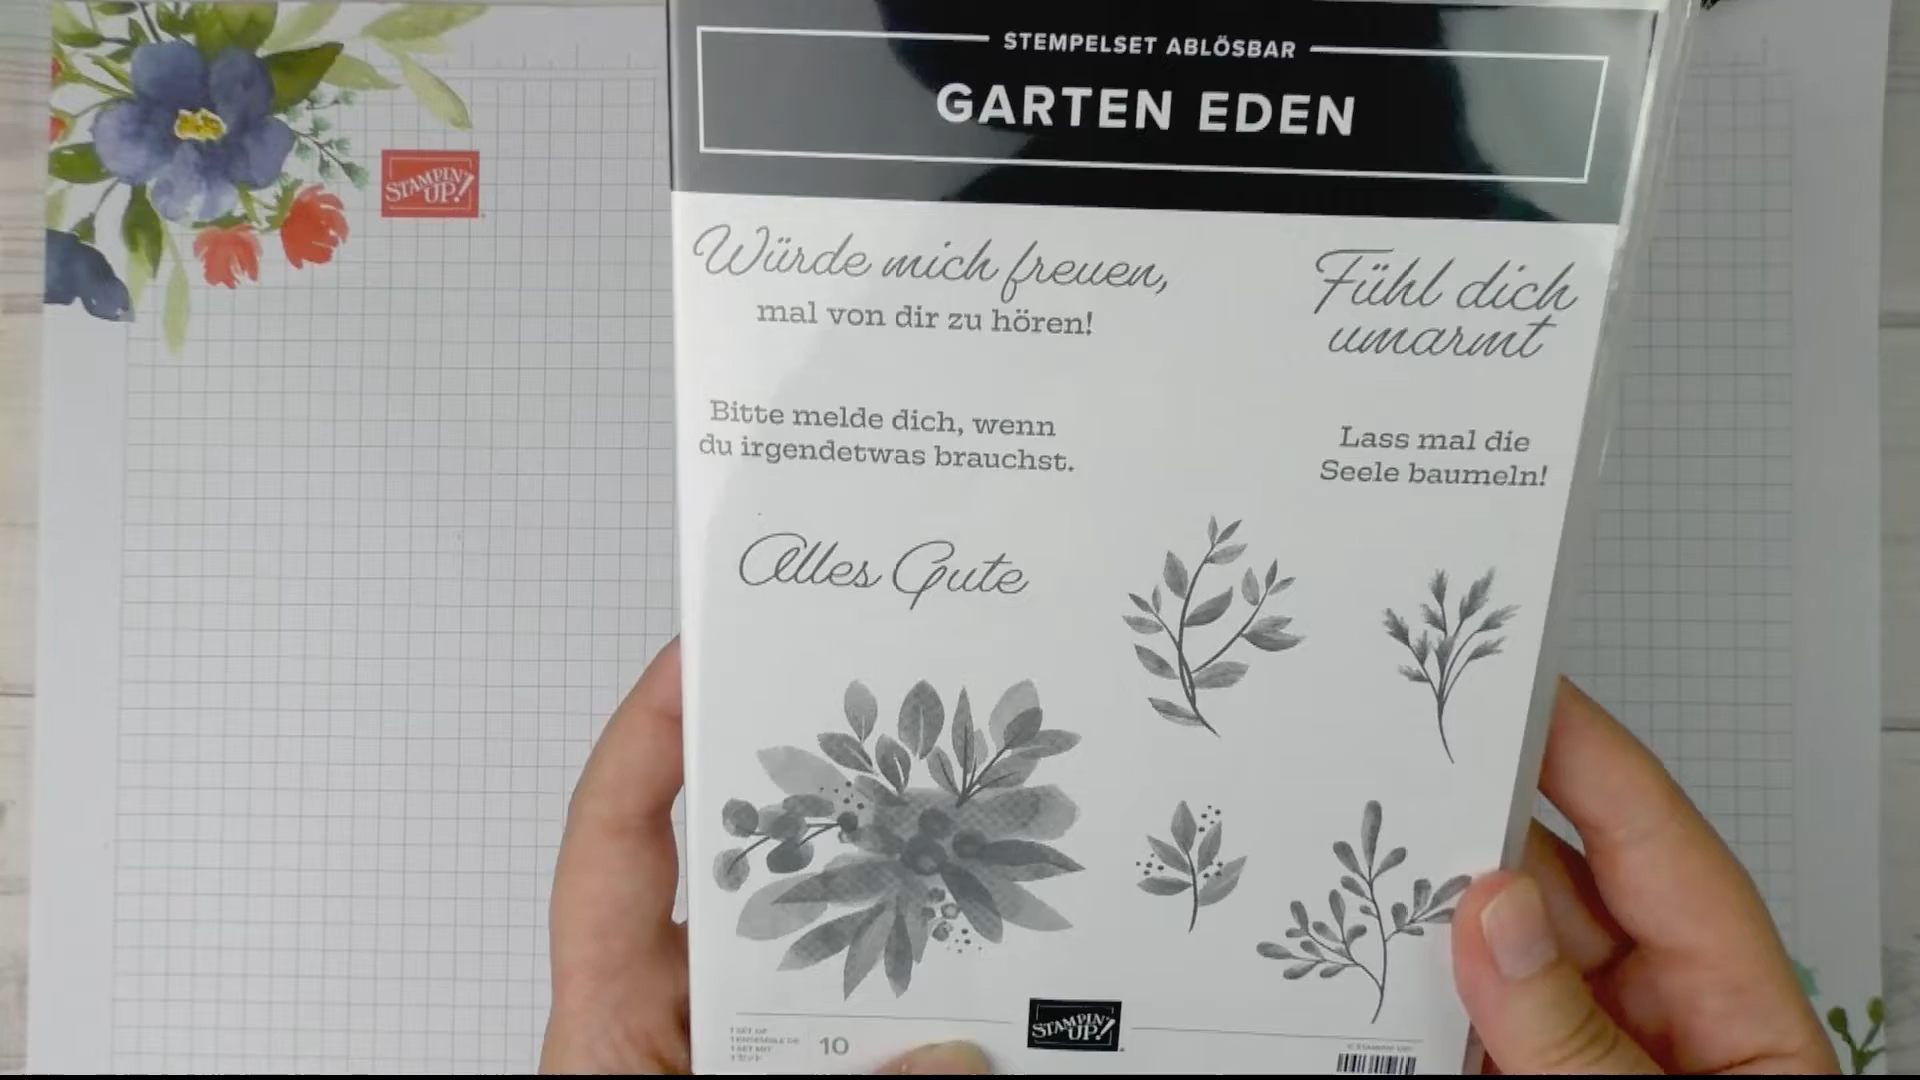 STEMPELSET ABLÖSBAR
GARTEN EDEN
STAMPIN' UP!
Würde mich freuen,
mal von dir zu hören!
Fühl dich
umarmt
Bitte melde dich, wenn
du irgendetwas brauchst.
Lass mal die
Seele baumeln!
Alles Gute
10
STAMPIN' UP!